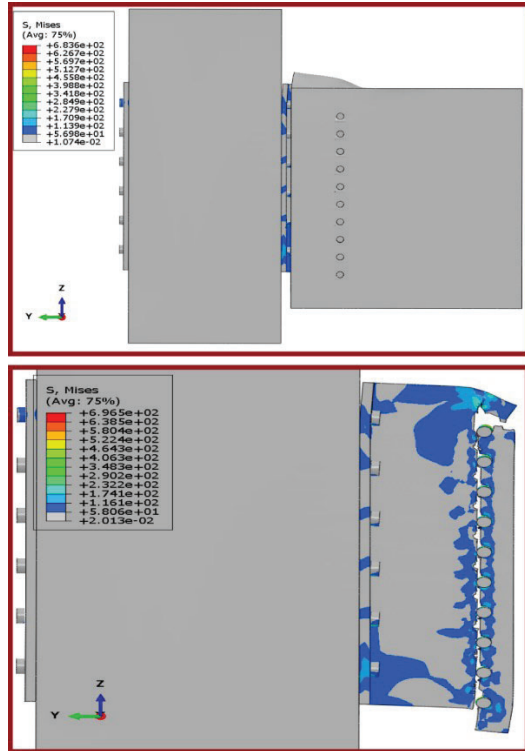 S, Mises
(Avg: 75%)
+6.836e+02
+6.267e+02
+5.697e+02
+5.127e+02
+4.558e+02
+3.988e+02
+3.418e+02
+2.849e+02
+2.279e+02
+1.709e+02
+1.139e+02
+5.698e+01
+1.074e-02
Z
Y
S, Mises
(Avg: 75%)
+6.965e+02
+6.385e+02
+5.804e+02
+5.224e+02
+4.643e+02
+4.063e+02
+3.483e+02
+2.902e+02
+2.322e+02
+1.741e+02
+1.161e+02
+5.806e+01
+2.013e-02
Z
Y